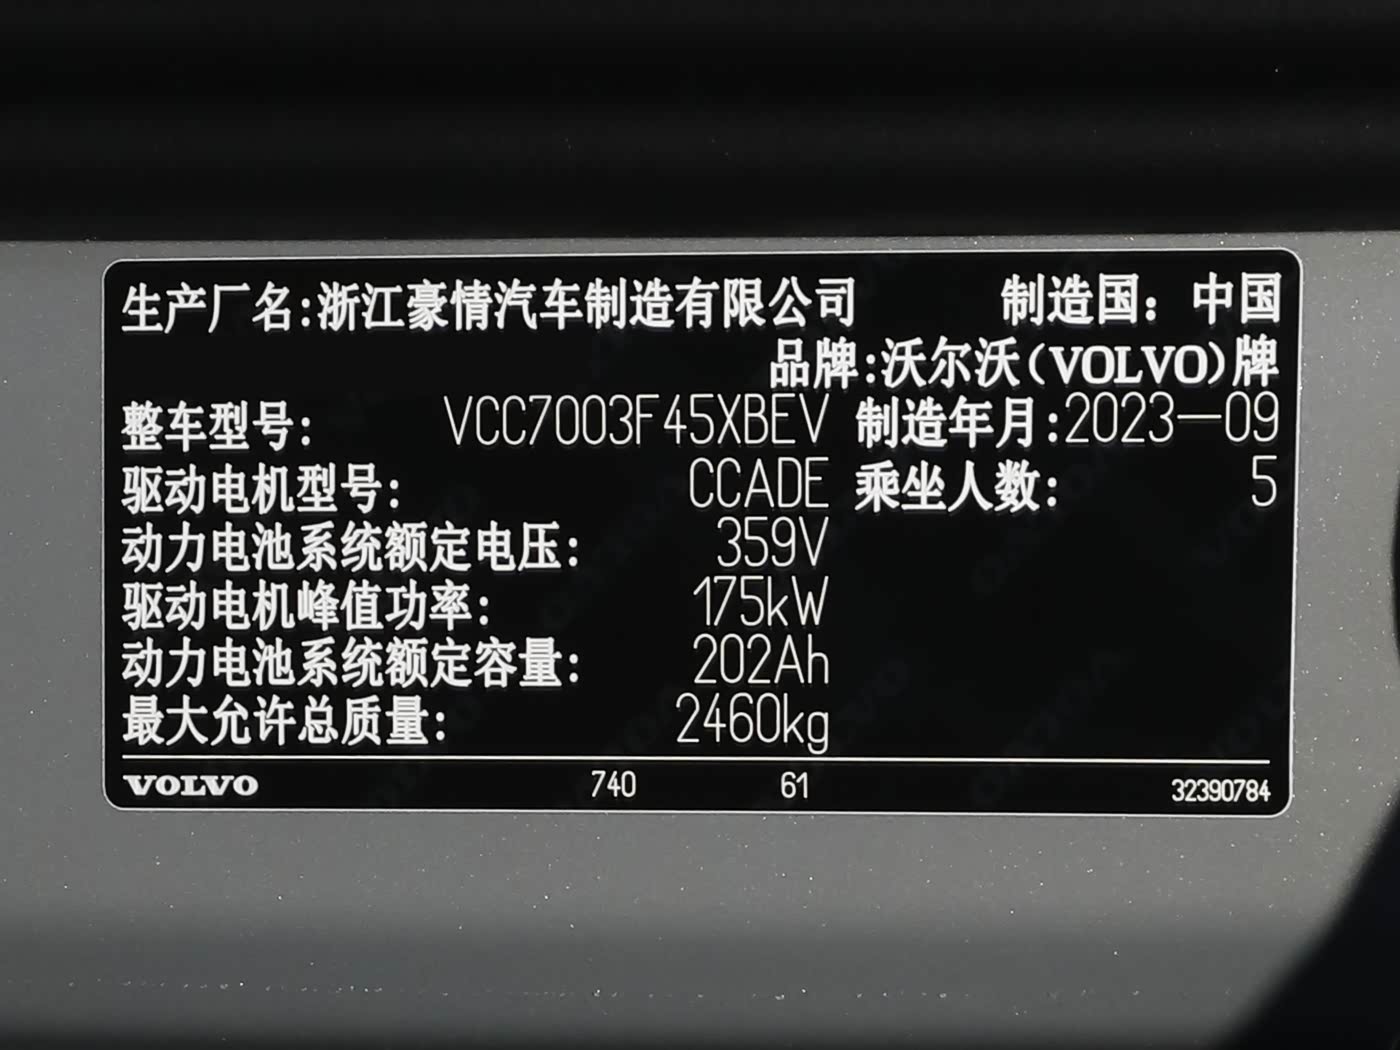 生产厂名:浙江豪情汽车制造有限公司 制造国：中国
品牌:沃尔沃(VOLVO)牌
整车型号: VCC7003F45XBEV 制造年月:2023-09
驱动电机型号: CCADE 乘坐人数: 5
动力电池系统额定电压: 359V
驱动电机峰值功率: 175kW
动力电池系统额定容量: 202Ah
最大允许总质量: 2460kg
VOLVO 740 61 32390784